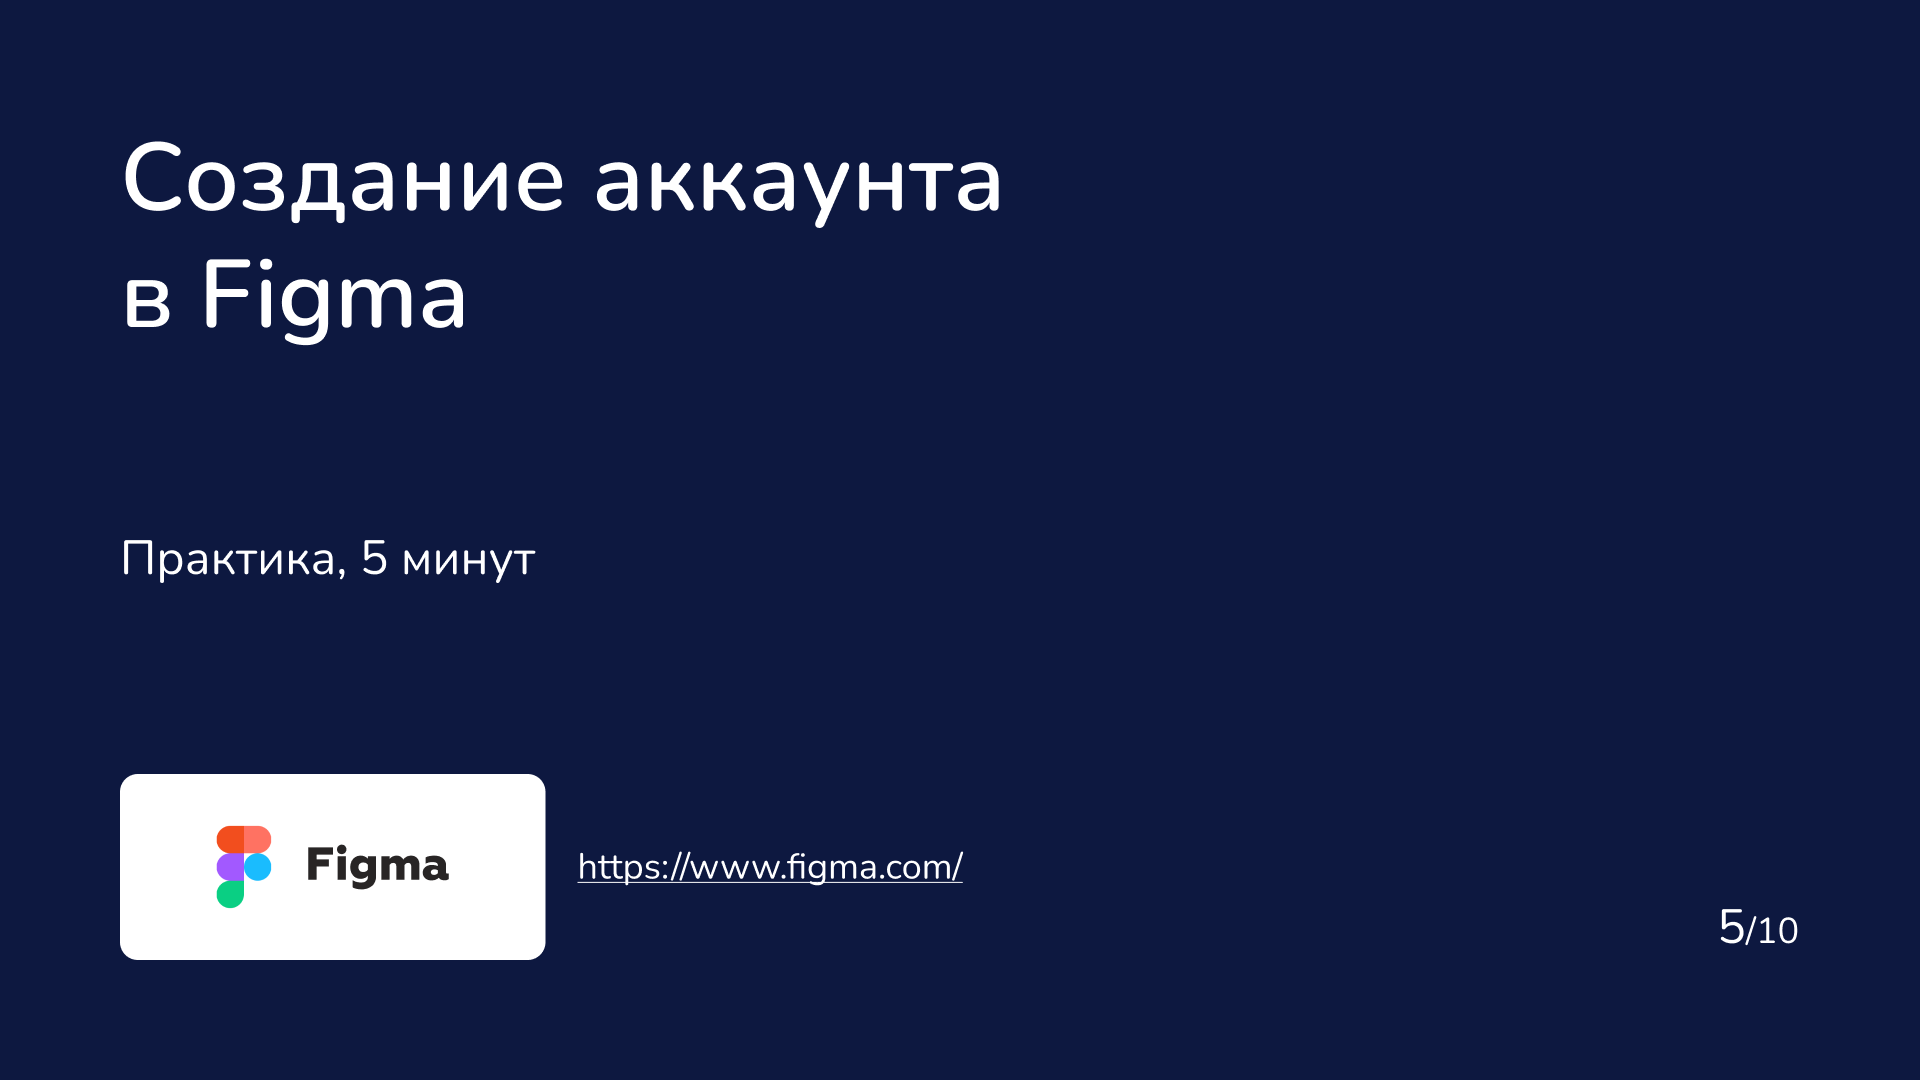 Создание аккаунта
в Figma
Практика, 5 минут
Figma
https://www.figma.com/
5/10